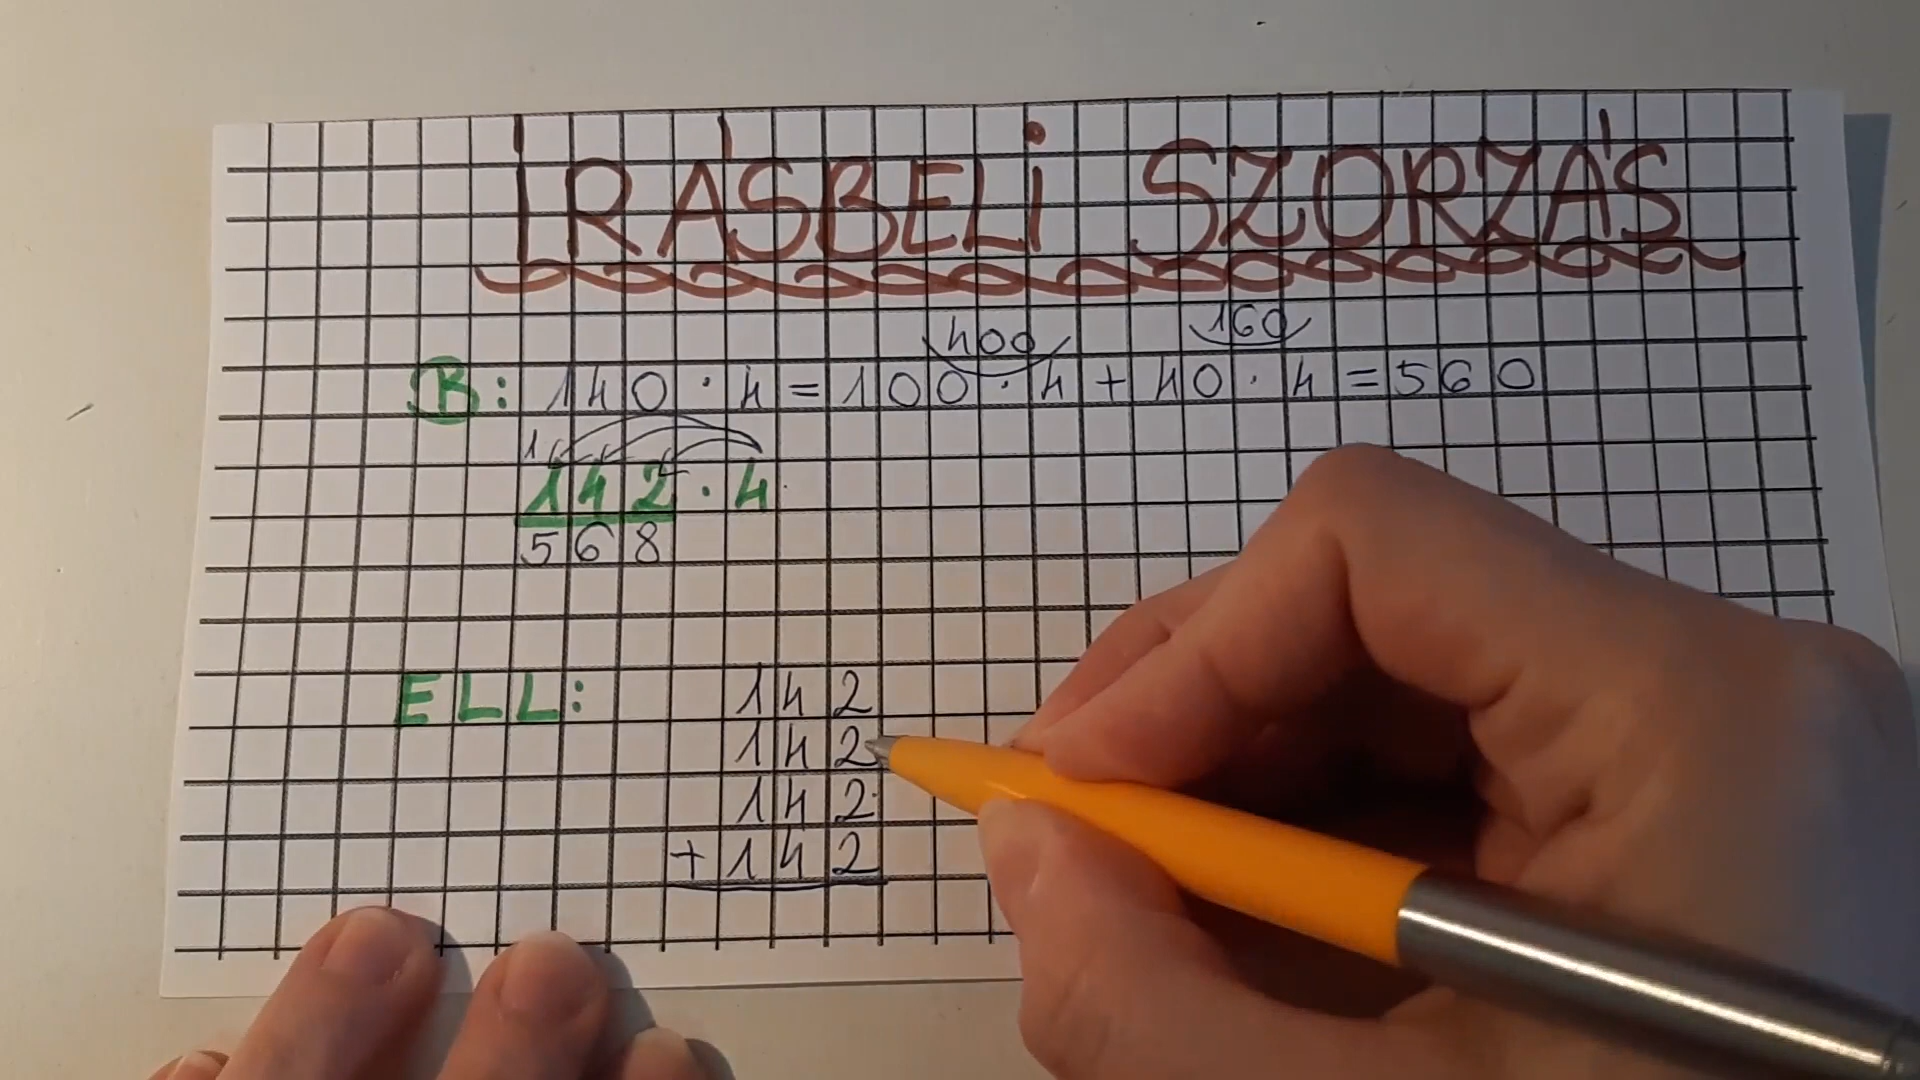 ÍRÁSBELi SZORZÁS
400 160
B: 140 · 4 = 100 · 4 + 40 · 4 = 560
1
142 · 4
568
ELL: 142
142
142
+ 142